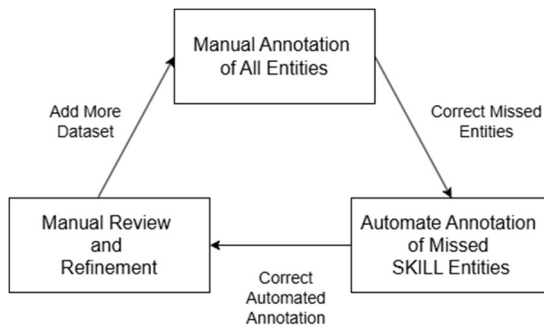 Manual Annotation
of All Entities
Add More
Dataset
Correct Missed
Entities
Manual Review
and
Refinement
Automate Annotation
of Missed
SKILL Entities
Correct
Automated
Annotation